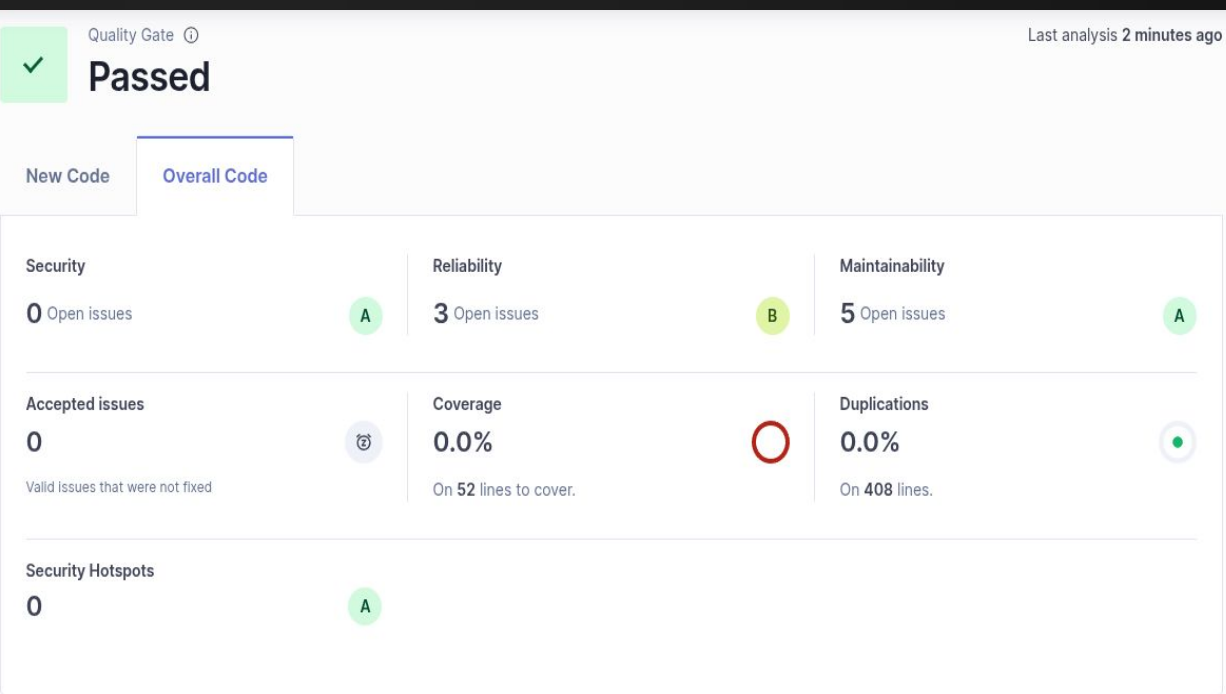 Quality Gate
Last analysis 2 minutes ago
Passed
New Code
Overall Code
Security
Reliability
Maintainability
0 Open issues
A
3 Open issues
B
5 Open issues
A
Accepted issues
Coverage
Duplications
0
0.0%
0.0%
Valid issues that were not fixed
On 52 lines to cover.
On 408 lines.
Security Hotspots
0
A